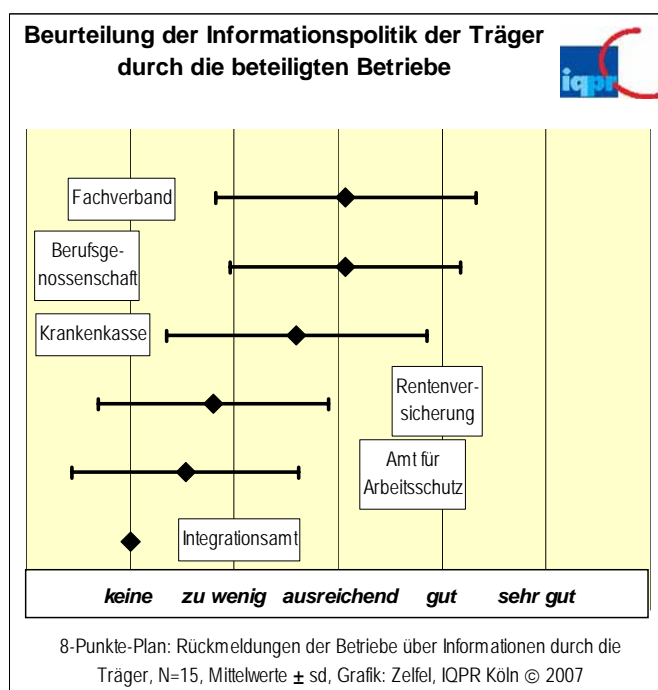 Beurteilung der Informationspolitik der Träger
durch die beteiligten Betriebe
iqpr
Fachverband
Berufsge-
nossenschaft
Krankenkasse
Rentenver-
sicherung
Amt für
Arbeitsschutz
Integrationsamt
keine zu wenig ausreichend gut sehr gut
8-Punkte-Plan: Rückmeldungen der Betriebe über Informationen durch die
Träger, N=15, Mittelwerte ± sd, Grafik: Zelfel, IQPR Köln © 2007